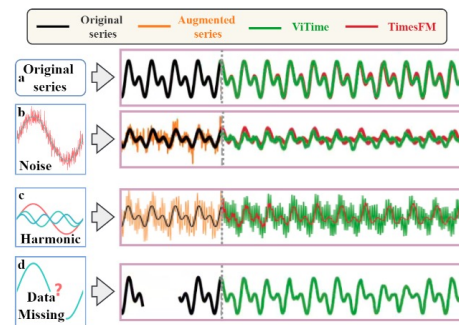 Original series
Augmented series
ViTime
TimesFM
a
Original series
b
Noise
c
Harmonic
d
?
Data Missing